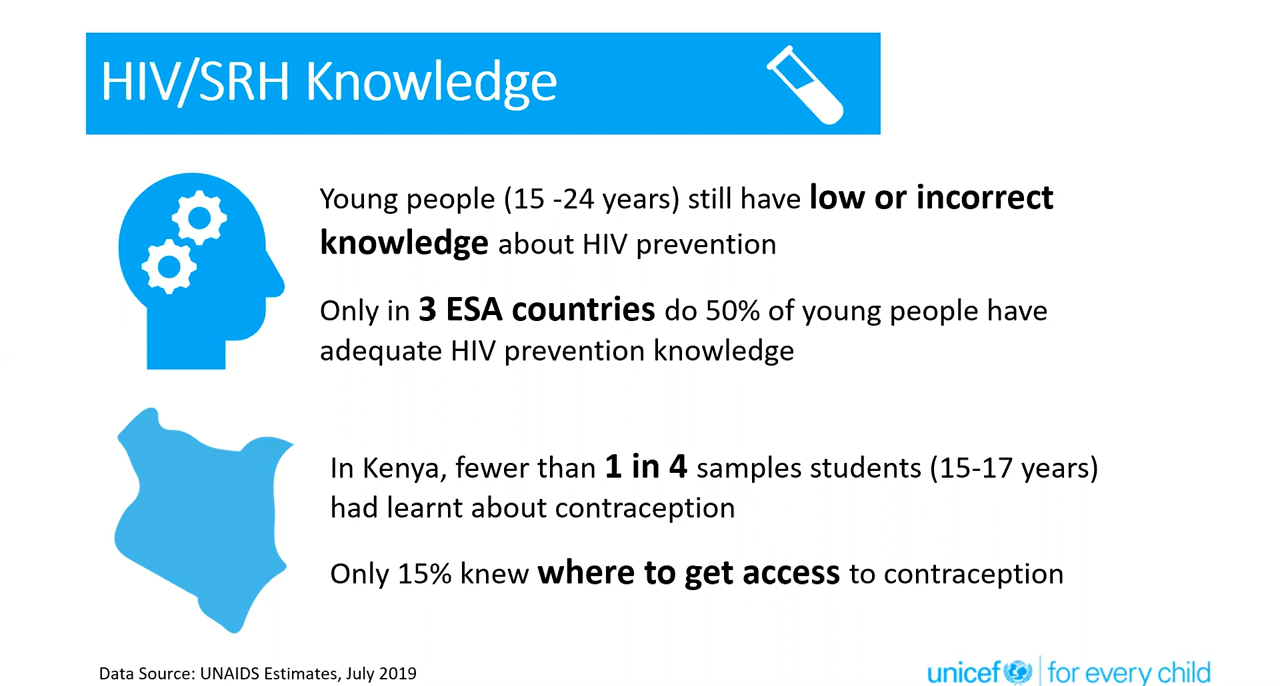 HIV/SRH Knowledge
Young people (15 -24 years) still have low or incorrect
knowledge about HIV prevention
Only in 3 ESA countries do 50% of young people have
adequate HIV prevention knowledge
In Kenya, fewer than 1 in 4 samples students (15-17 years)
had learnt about contraception
Only 15% knew where to get access to contraception
Data Source: UNAIDS Estimates, July 2019
unicef | for every child